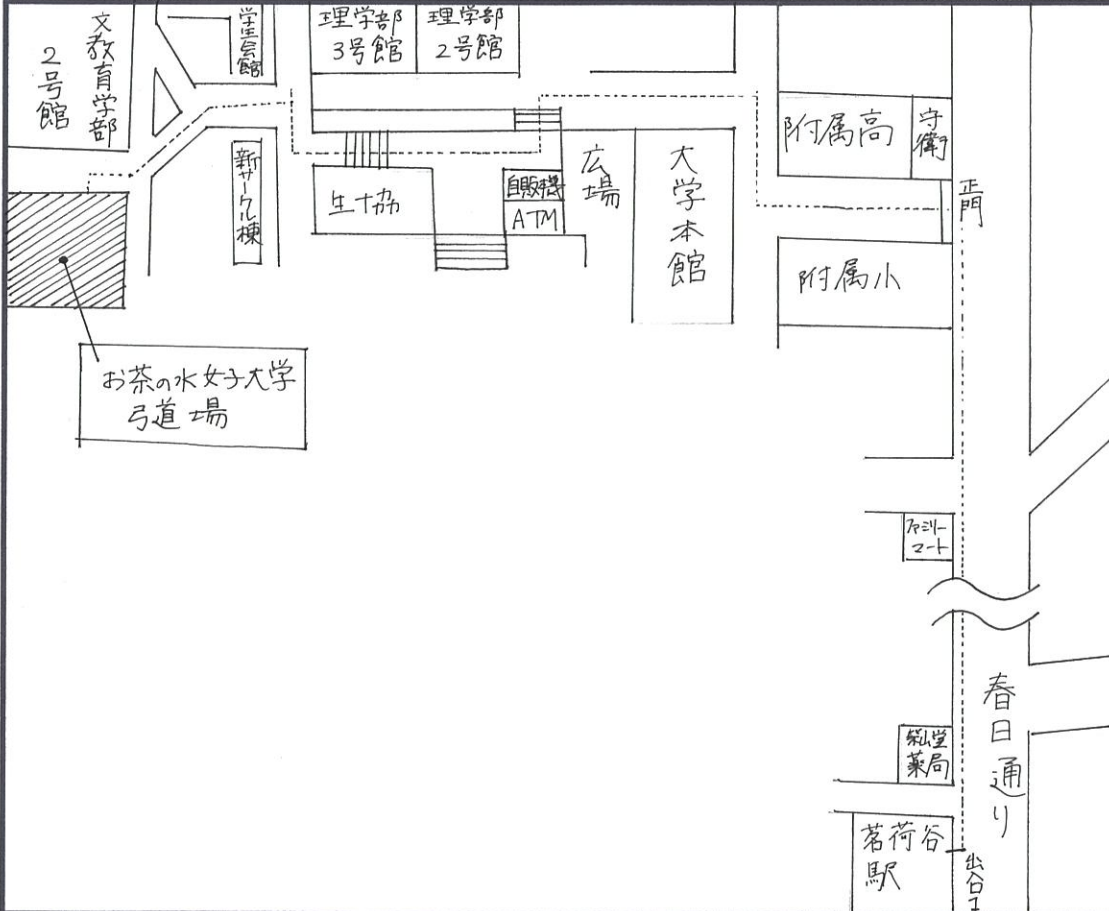 文教育学部
2号館
学生会館
理学部
3号館
理学部
2号館
新サークル棟
生協
自販機
ATM
広場
大学本館
附属高
守衛
正門
附属小
お茶の水女子大学
弓道場
ファミリー
マート
春日通り
薬局
茗荷谷
駅